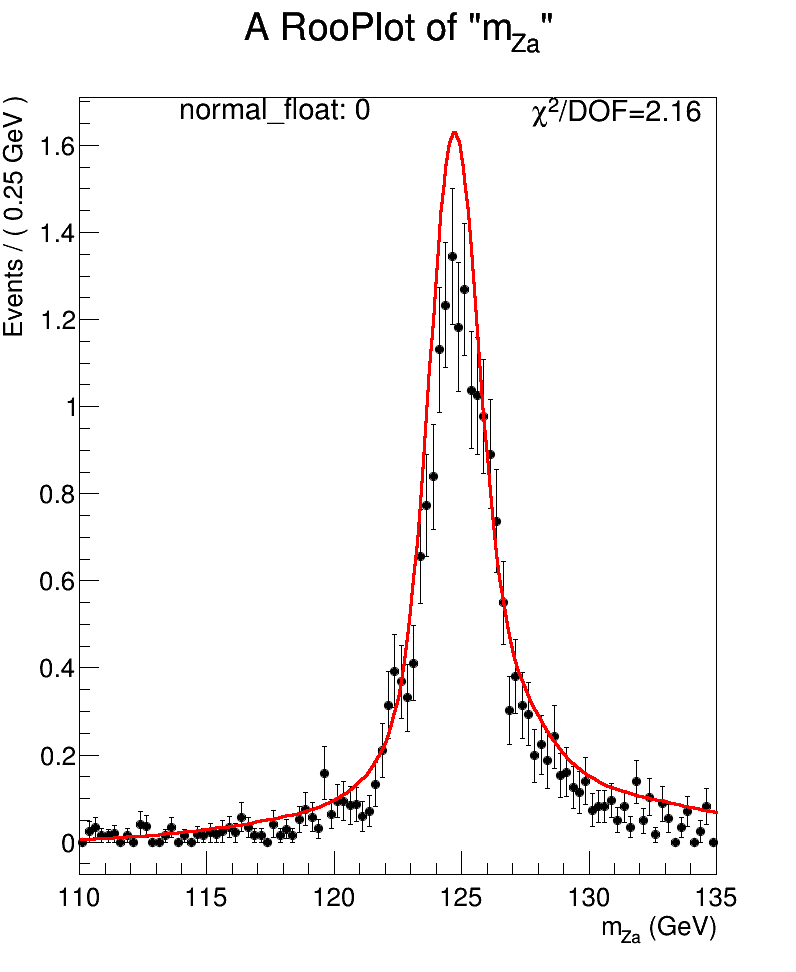 A RooPlot of "m_Za"
normal_float: 0
χ²/DOF=2.16
Events / ( 0.25 GeV )
1.6
1.4
1.2
1
0.8
0.6
0.4
0.2
0
110 115 120 125 130 135
m_Za (GeV)